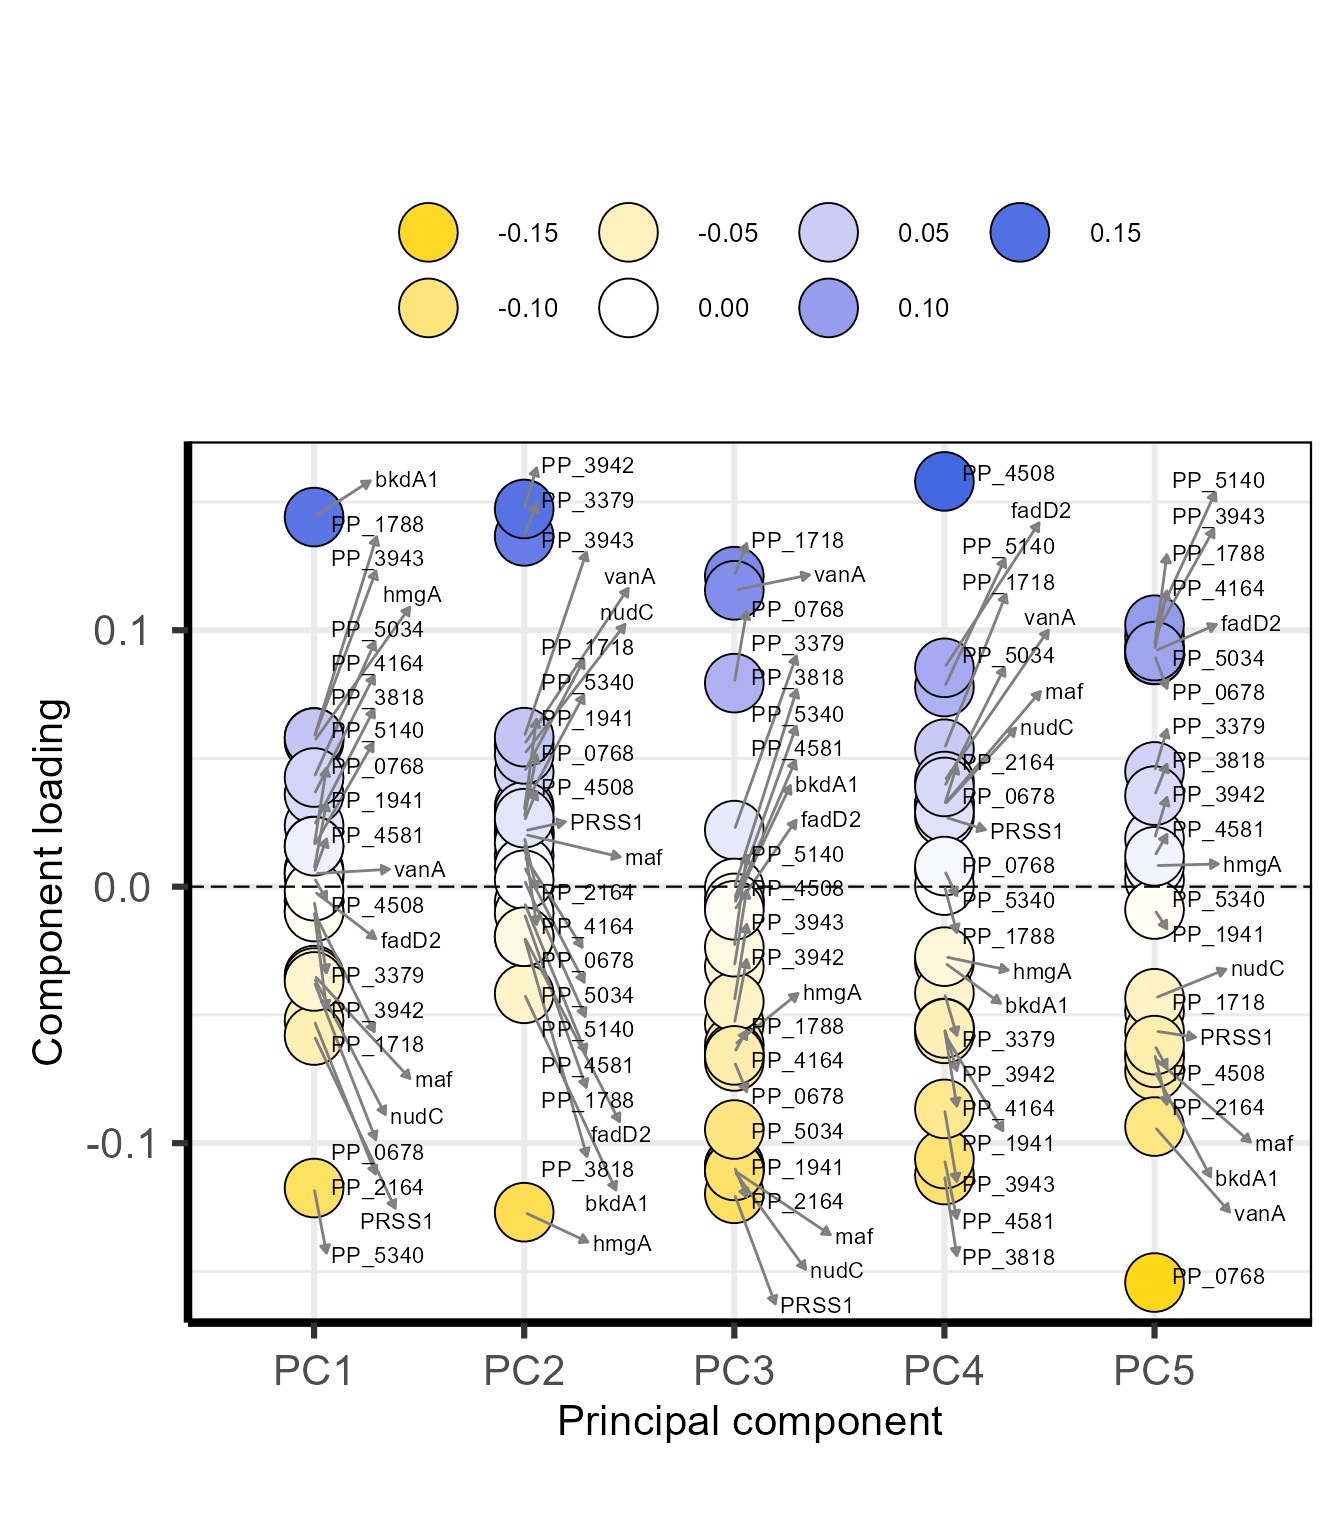 -0.15 -0.05 0.05 0.15
-0.10 0.00 0.10
Component loading
0.1
0.0
-0.1
bkdA1
PP_1788
PP_3943
hmgA
PP_5034
PP_4164
PP_3818
PP_5140
PP_0768
PP_1941
PP_4581
vanA
PP_4508
fadD2
PP_3379
PP_3942
PP_1718
maf
nudC
PP_0678
PP_2164
PRSS1
PP_5340
PP_3942
PP_3379
PP_3943
vanA
nudC
PP_1718
PP_5340
PP_1941
PP_0768
PP_4508
PRSS1
maf
PP_2164
PP_4164
PP_0678
PP_5034
PP_5140
PP_4581
PP_1788
fadD2
PP_3818
bkdA1
hmgA
PP_1718
vanA
PP_0768
PP_3379
PP_3818
PP_5340
PP_4581
bkdA1
fadD2
PP_5140
PP_4508
PP_3943
PP_3942
hmgA
PP_1788
PP_4164
PP_0678
PP_5034
PP_1941
PP_2164
maf
nudC
PRSS1
PP_4508
fadD2
PP_5140
PP_1718
vanA
PP_5034
maf
nudC
PP_2164
PP_0678
PRSS1
PP_0768
PP_5340
PP_1788
hmgA
bkdA1
PP_3379
PP_3942
PP_4164
PP_1941
PP_3943
PP_4581
PP_3818
PP_5140
PP_3943
PP_1788
PP_4164
fadD2
PP_5034
PP_0678
PP_3379
PP_3818
PP_3942
PP_4581
hmgA
PP_5340
PP_1941
nudC
PP_1718
PRSS1
PP_4508
PP_2164
maf
bkdA1
vanA
PP_0768
PC1 PC2 PC3 PC4 PC5
Principal component